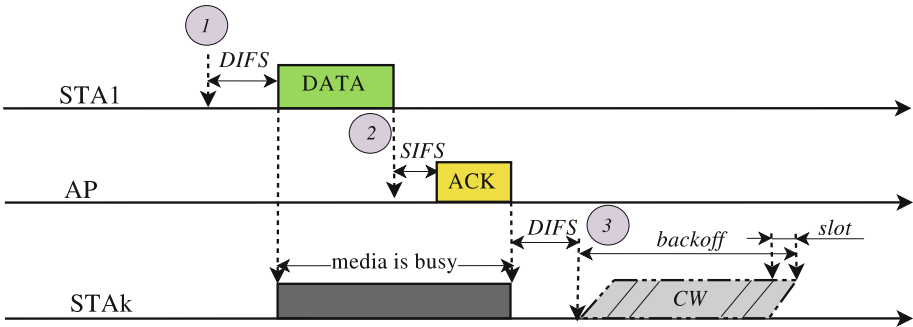 1
DIFS
DATA
STA1
2
SIFS
ACK
AP
DIFS
3
backoff
slot
media is busy
STAk
CW